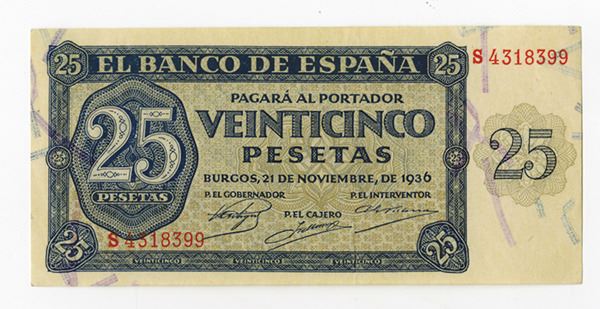 25 EL BANCO DE ESPAÑA 25
S 4318399
PAGARÁ AL PORTADOR
VEINTICINCO
PESETAS
25
PESETAS
25
BURGOS, 21 DE NOVIEMBRE, DE 1936
P. EL GOBERNADOR P. EL INTERVENTOR
P. EL CAJERO
S 4318399
25 25
VEINTICINCO VEINTICINCO VEINTICINCO